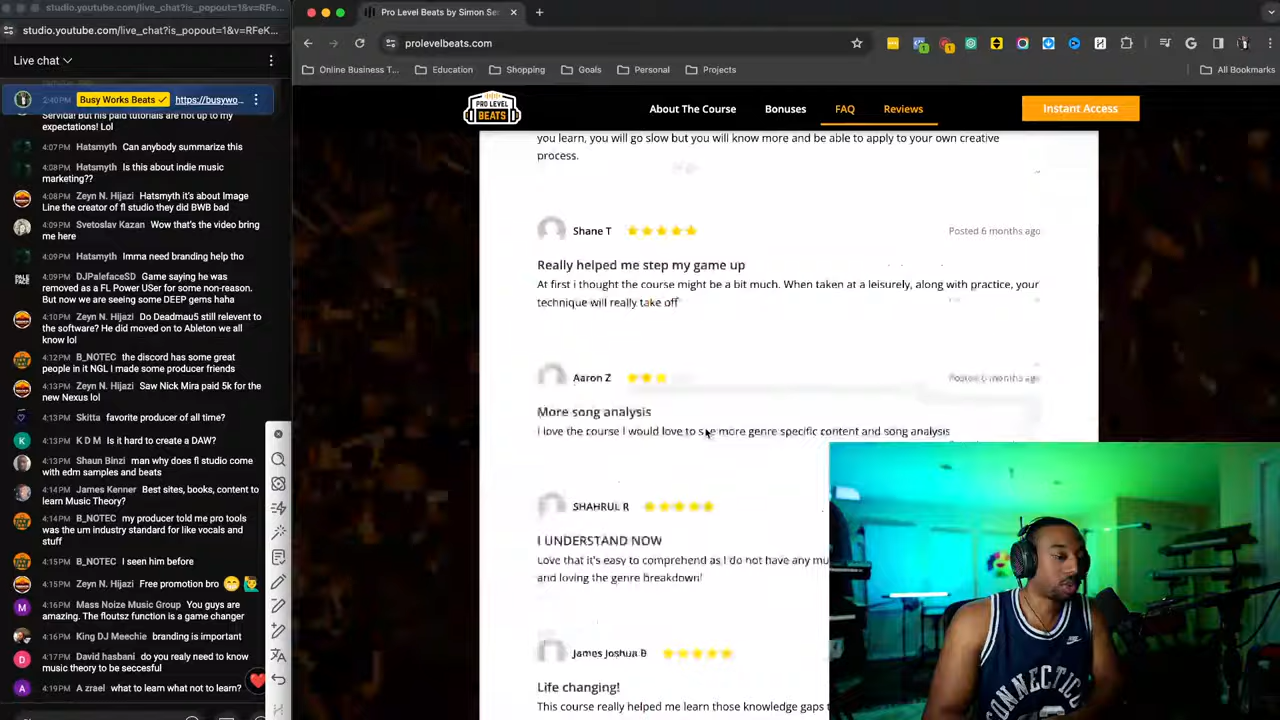 studio.youtube.com/live_chat?is_popout=1&v=RFeKX...
studio.youtube.com/live_chat?is_popout=1&v=RFeK...
Live chat
2:40PM Busy Works Beats https://busywo...
Servida! But his paid tutorials are not up to my
expectations! Lol
4:07PM Hatsmyth Can anybody summarize this
4:08PM Hatsmyth Is this about indie music
marketing??
4:08PM Zeyn N. Hijazi Hatsmyth it's about Image
Line the creator of fl studio they did BWB bad
4:09PM Svetoslav Kazan Wow that's the video bring
me here
4:09PM Hatsmyth Imma need branding help tho
PALE
FACE
4:09PM DJPalefaceSD Game saying he was
removed as a FL Power USer for some non-reason.
But now we are seeing some DEEP gems haha
4:10PM Zeyn N. Hijazi Do Deadmau5 still relevent to
the software? He did moved on to Ableton we all
know lol
4:12PM B_NOTEC the discord has some great
people in it NGL I made some producer friends
4:13PM Zeyn N. Hijazi Saw Nick Mira paid 5k for the
new Nexus lol
4:13PM Skitta favorite producer of all time?
K 4:13PM K D M Is it hard to create a DAW?
4:13PM Shaun Binzi man why does fl studio come
with edm samples and beats
4:14PM James Kenner Best sites, books, content to
learn Music Theory?
4:14PM B_NOTEC my producer told me pro tools
was the um industry standard for like vocals and
stuff
4:15PM B_NOTEC I seen him before
4:15PM Zeyn N. Hijazi Free promotion bro
M 4:16PM Mass Noize Music Group You guys are
amazing. The floutsz function is a game changer
4:16PM King DJ Meechie branding is important
D 4:17PM David hasbani do you realy need to know
music theory to be seccesful
A 4:19PM A zrael what to learn what not to learn?
Pro Level Beats by Simon Se
prolevelbeats.com
Online Business T... Education Shopping Goals Personal Projects All Bookmarks
PRO LEVEL
BEATS
About The Course Bonuses FAQ Reviews Instant Access
you learn, you will go slow but you will know more and be able to apply to your own creative
process.
Shane T Posted 6 months ago
Really helped me step my game up
At first i thought the course might be a bit much. When taken at a leisurely, along with practice, your
technique will really take off
Aaron Z Posted 6 months ago
More song analysis
I love the course I would love to see more genre specific content and song analysis
SHAHRUL R
I UNDERSTAND NOW
Love that it's easy to comprehend as I do not have any mu
and loving the genre breakdown!
James Joshua B
Life changing!
This course really helped me learn those knowledge gaps t
CONNECTICUT